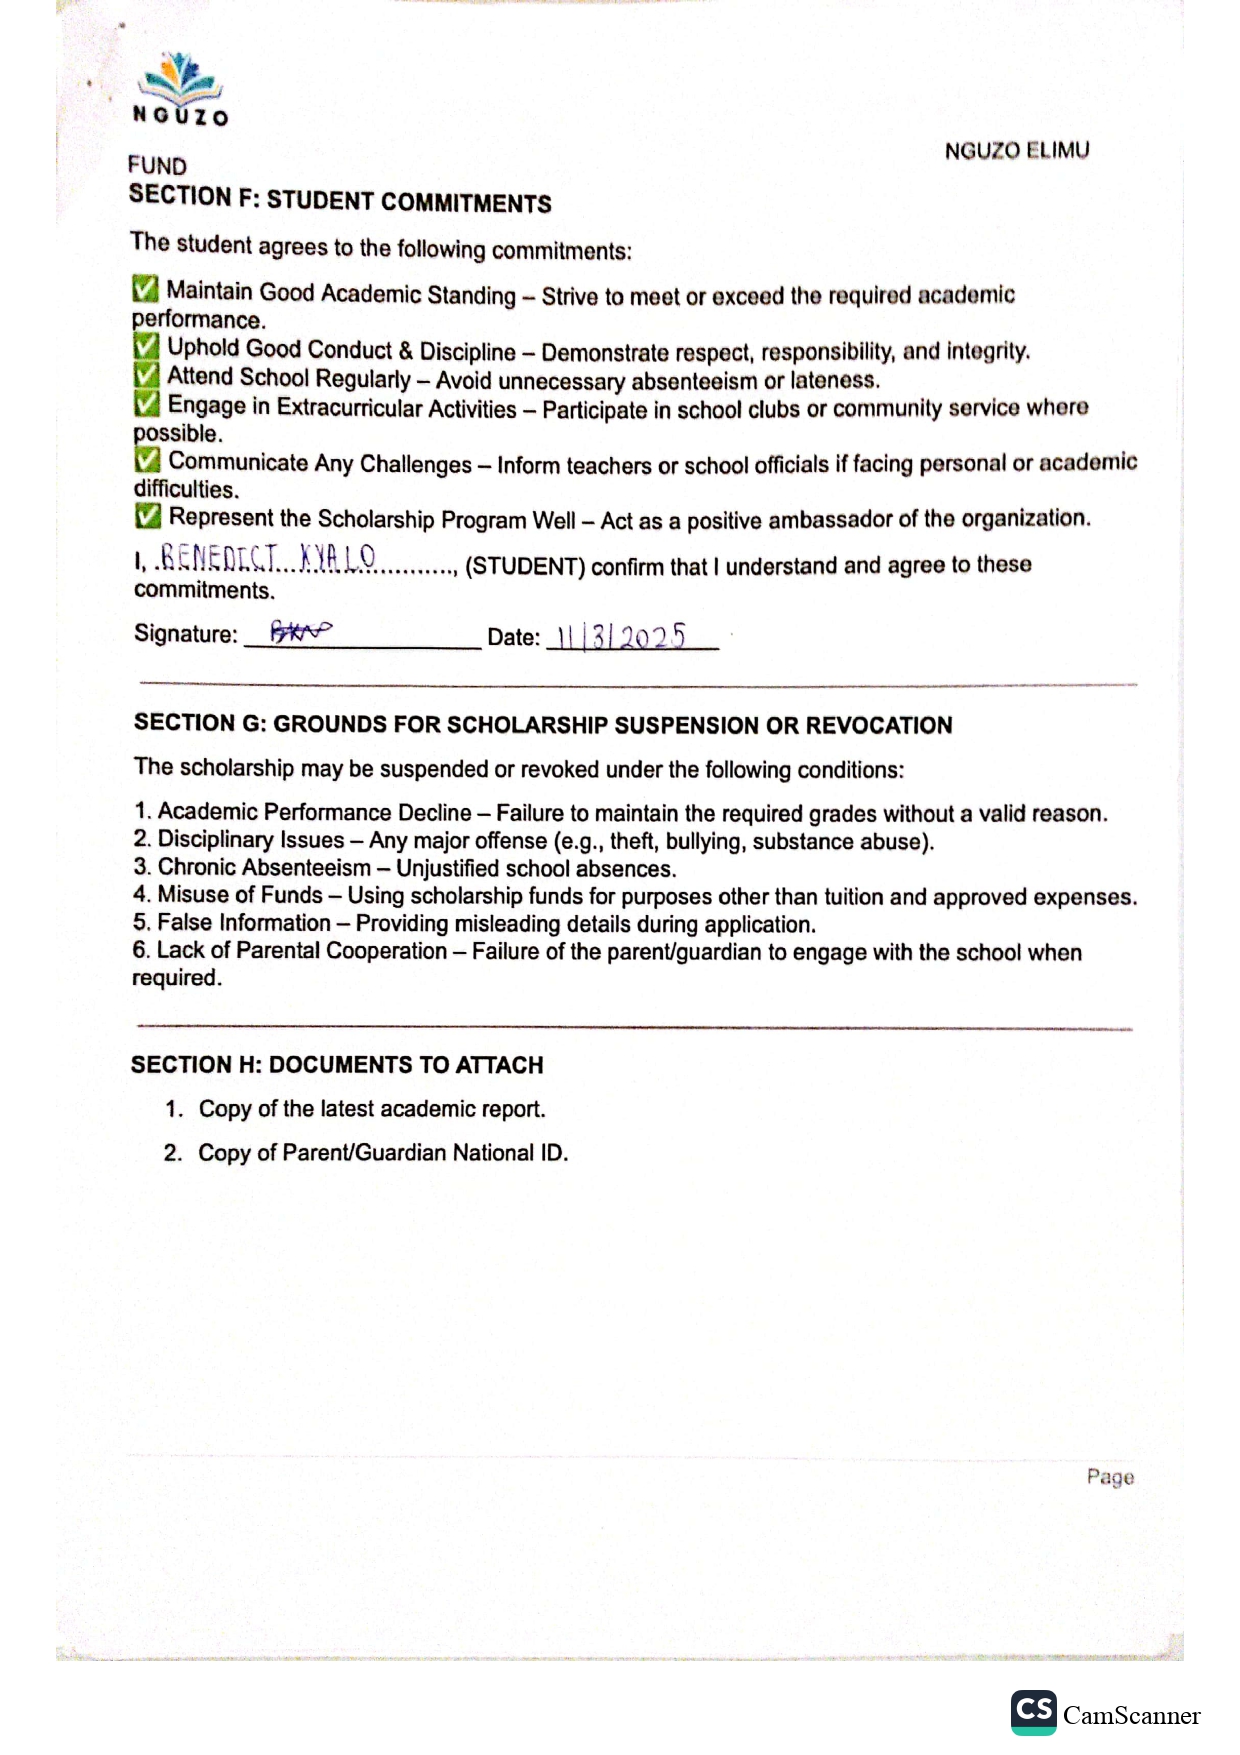 NGUZO
NGUZO ELIMU
FUND
SECTION F: STUDENT COMMITMENTS
The student agrees to the following commitments:
✅ Maintain Good Academic Standing – Strive to meet or exceed the required academic
performance.
✅ Uphold Good Conduct & Discipline – Demonstrate respect, responsibility, and integrity.
✅ Attend School Regularly – Avoid unnecessary absenteeism or lateness.
✅ Engage in Extracurricular Activities – Participate in school clubs or community service where
possible.
✅ Communicate Any Challenges – Inform teachers or school officials if facing personal or academic
difficulties.
✅ Represent the Scholarship Program Well – Act as a positive ambassador of the organization.
I, .BENEDICT...KYALO............., (STUDENT) confirm that I understand and agree to these
commitments.
Signature: Date: 11/3/2025
SECTION G: GROUNDS FOR SCHOLARSHIP SUSPENSION OR REVOCATION
The scholarship may be suspended or revoked under the following conditions:
1. Academic Performance Decline – Failure to maintain the required grades without a valid reason.
2. Disciplinary Issues – Any major offense (e.g., theft, bullying, substance abuse).
3. Chronic Absenteeism – Unjustified school absences.
4. Misuse of Funds – Using scholarship funds for purposes other than tuition and approved expenses.
5. False Information – Providing misleading details during application.
6. Lack of Parental Cooperation – Failure of the parent/guardian to engage with the school when
required.
SECTION H: DOCUMENTS TO ATTACH
1. Copy of the latest academic report.
2. Copy of Parent/Guardian National ID.
Page
CS CamScanner